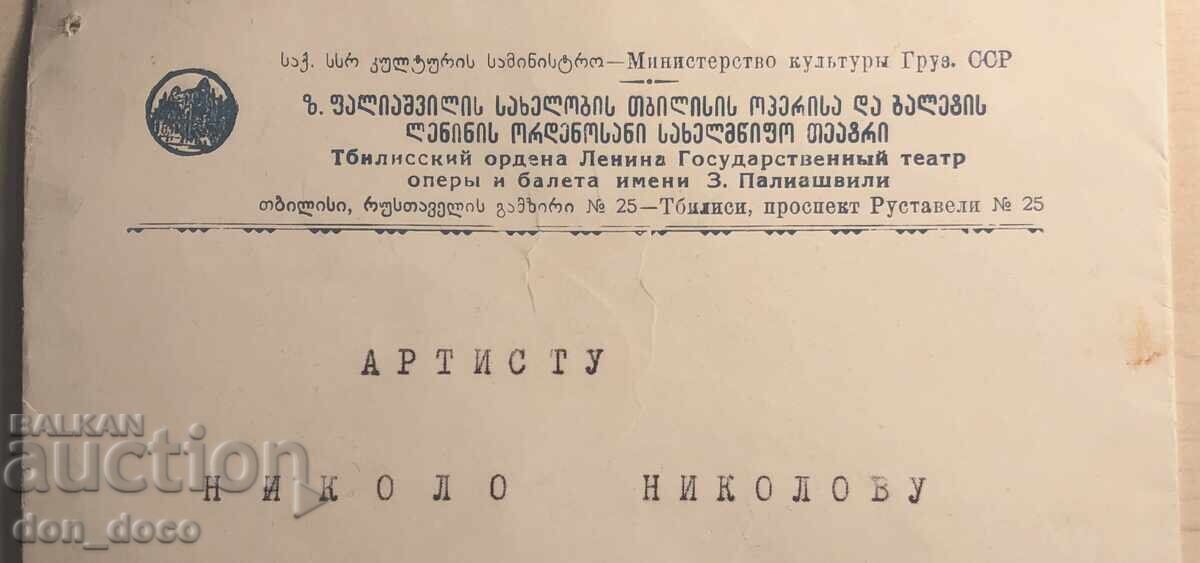 საქ. სსრ კულტურის სამინისტრო—Министерство культуры Груз. ССР
ზ. ფალიაშვილის სახელობის თბილისის ოპერისა და ბალეტის
ლენინის ორდენოსანი სახელმწიფო თეატრი
Тбилисский ордена Ленина Государственный театр
оперы и балета имени З. Палиашвили
თბილისი, რუსთაველის გამზირი № 25—Тбилиси, проспект Руставели № 25
АРТИСТУ
НИКОЛО НИКОЛОВУ
BALKAN
auction
don_doco